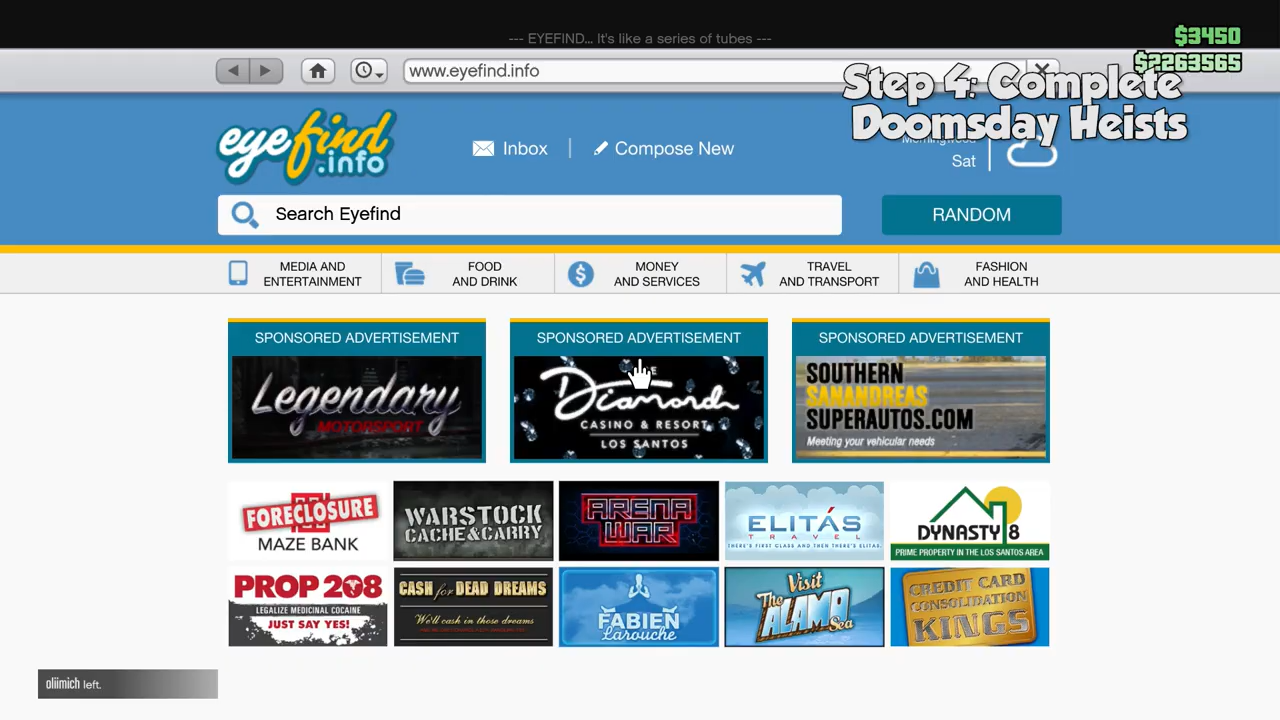 --- EYEFIND... It's like a series of tubes ---
$3450
$2263565
www.eyefind.info
Step 4: Complete
Doomsday Heists
eyefind
.info
Inbox
Compose New
Morningwood
Sat
Search Eyefind
RANDOM
MEDIA AND
ENTERTAINMENT
FOOD
AND DRINK
MONEY
AND SERVICES
TRAVEL
AND TRANSPORT
FASHION
AND HEALTH
SPONSORED ADVERTISEMENT
Legendary
MOTORSPORT
SPONSORED ADVERTISEMENT
THE
Diamond
CASINO & RESORT
LOS SANTOS
SPONSORED ADVERTISEMENT
SOUTHERN
SANANDREAS
SUPERAUTOS.COM
Meeting your vehicular needs
FORECLOSURE
MAZE BANK
WARSTOCK
CACHE&CARRY
ARENA
WAR
ELITÁS
TRAVEL
THERE'S FIRST CLASS AND THEN THERE'S ELITAS.
DYNASTY 8
PRIME PROPERTY IN THE LOS SANTOS AREA
PROP 208
LEGALIZE MEDICINAL COCAINE
JUST SAY YES!
CASH for DEAD DREAMS
We'll cash in those dreams
FABIEN
Larouche
Visit
The ALAMO
Sea
CREDIT CARD
CONSOLIDATION
KINGS
oliimich left.